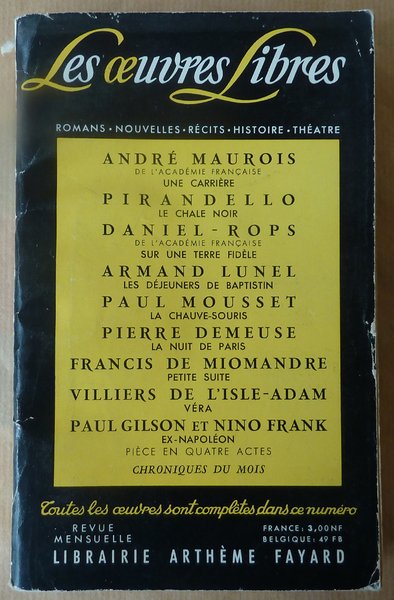 Les œuvres Libres
ROMANS • NOUVELLES • RÉCITS • HISTOIRE • THÉATRE
ANDRÉ MAUROIS
DE L'ACADÉMIE FRANÇAISE
UNE CARRIÈRE
PIRANDELLO
LE CHALE NOIR
DANIEL-ROPS
DE L'ACADÉMIE FRANÇAISE
SUR UNE TERRE FIDÈLE
ARMAND LUNEL
LES DÉJEUNERS DE BAPTISTIN
PAUL MOUSSET
LA CHAUVE-SOURIS
PIERRE DEMEUSE
LA NUIT DE PARIS
FRANCIS DE MIOMANDRE
PETITE SUITE
VILLIERS DE L'ISLE-ADAM
VÉRA
PAUL GILSON ET NINO FRANK
EX-NAPOLÉON
PIÈCE EN QUATRE ACTES
CHRONIQUES DU MOIS
Toutes les œuvres sont complètes dans ce numéro
REVUE MENSUELLE
FRANCE: 3,00NF
BELGIQUE: 49 FB
LIBRAIRIE ARTHÈME FAYARD